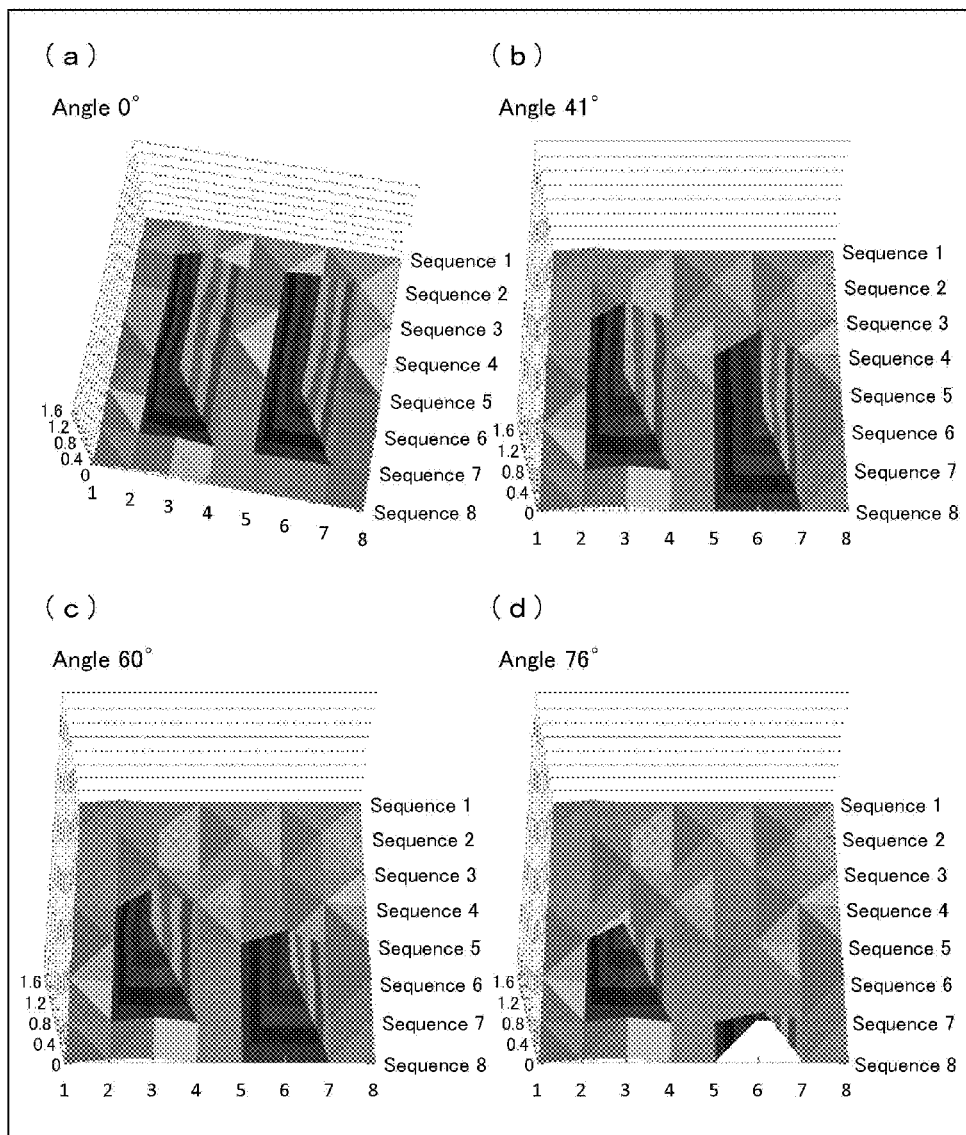 (a)
Angle 0°
Sequence 1
Sequence 2
Sequence 3
Sequence 4
Sequence 5
Sequence 6
Sequence 7
Sequence 8
1.6
1.2
0.8
0.4
0
1 2 3 4 5 6 7 8
(b)
Angle 41°
Sequence 1
Sequence 2
Sequence 3
Sequence 4
Sequence 5
Sequence 6
Sequence 7
Sequence 8
1.6
1.2
0.8
0.4
0
1 2 3 4 5 6 7 8
(c)
Angle 60°
Sequence 1
Sequence 2
Sequence 3
Sequence 4
Sequence 5
Sequence 6
Sequence 7
Sequence 8
1.6
1.2
0.8
0.4
0
1 2 3 4 5 6 7 8
(d)
Angle 76°
Sequence 1
Sequence 2
Sequence 3
Sequence 4
Sequence 5
Sequence 6
Sequence 7
Sequence 8
1.6
1.2
0.8
0.4
0
1 2 3 4 5 6 7 8